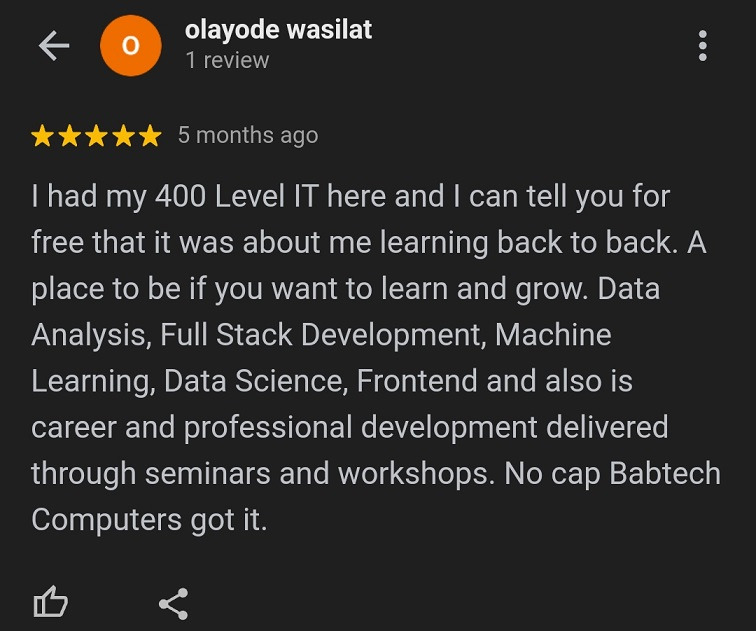 olayode wasilat
O
1 review
5 months ago
I had my 400 Level IT here and I can tell you for
free that it was about me learning back to back. A
place to be if you want to learn and grow. Data
Analysis, Full Stack Development, Machine
Learning, Data Science, Frontend and also is
career and professional development delivered
through seminars and workshops. No cap Babtech
Computers got it.